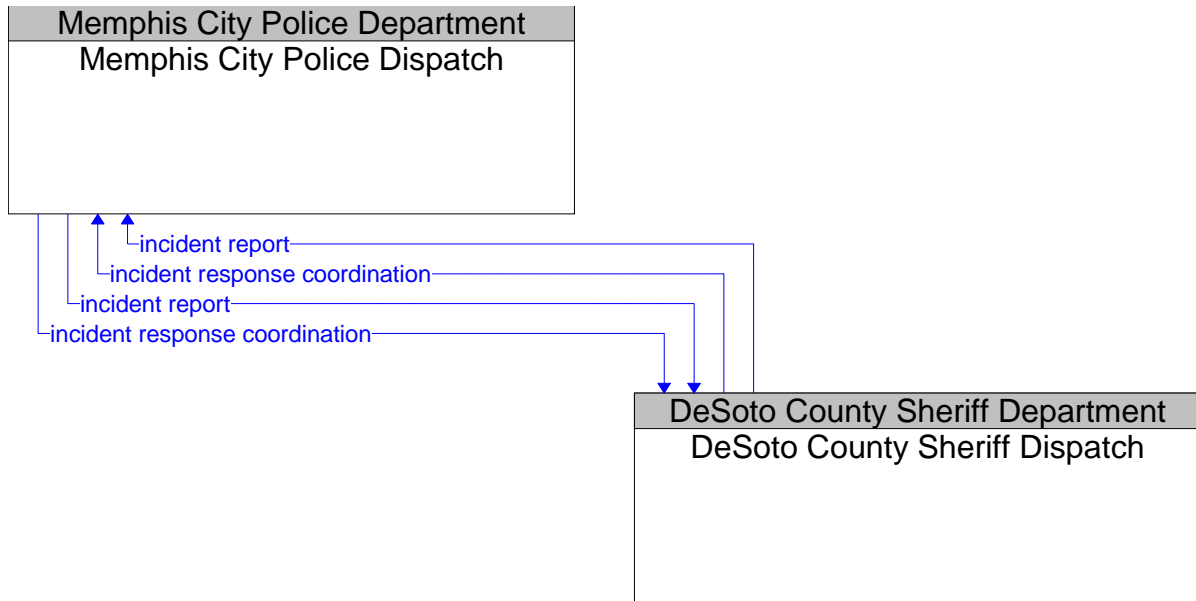 Memphis City Police Department
Memphis City Police Dispatch
incident report
incident response coordination
incident report
incident response coordination
DeSoto County Sheriff Department
DeSoto County Sheriff Dispatch